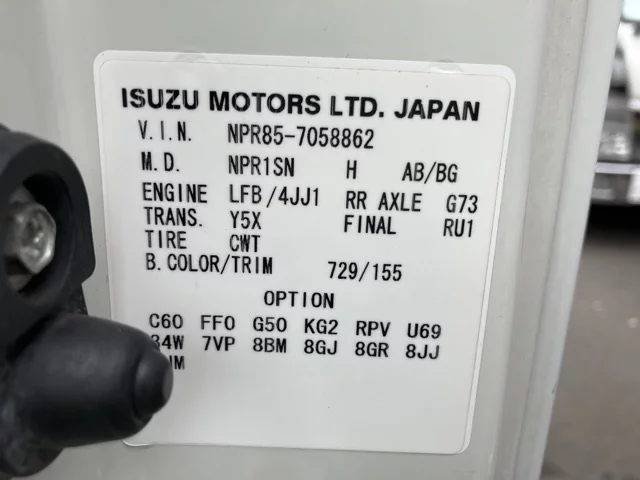 ISUZU MOTORS LTD. JAPAN
V.I.N. NPR85-7058862
M.D. NPR1SN H AB/BG
ENGINE LFB/4JJ1 RR AXLE G73
TRANS. Y5X FINAL RU1
TIRE CWT
B.COLOR/TRIM 729/155
OPTION
C60 FF0 G50 KG2 RPV U69
7VP 8BM 8GJ 8GR 8JJ